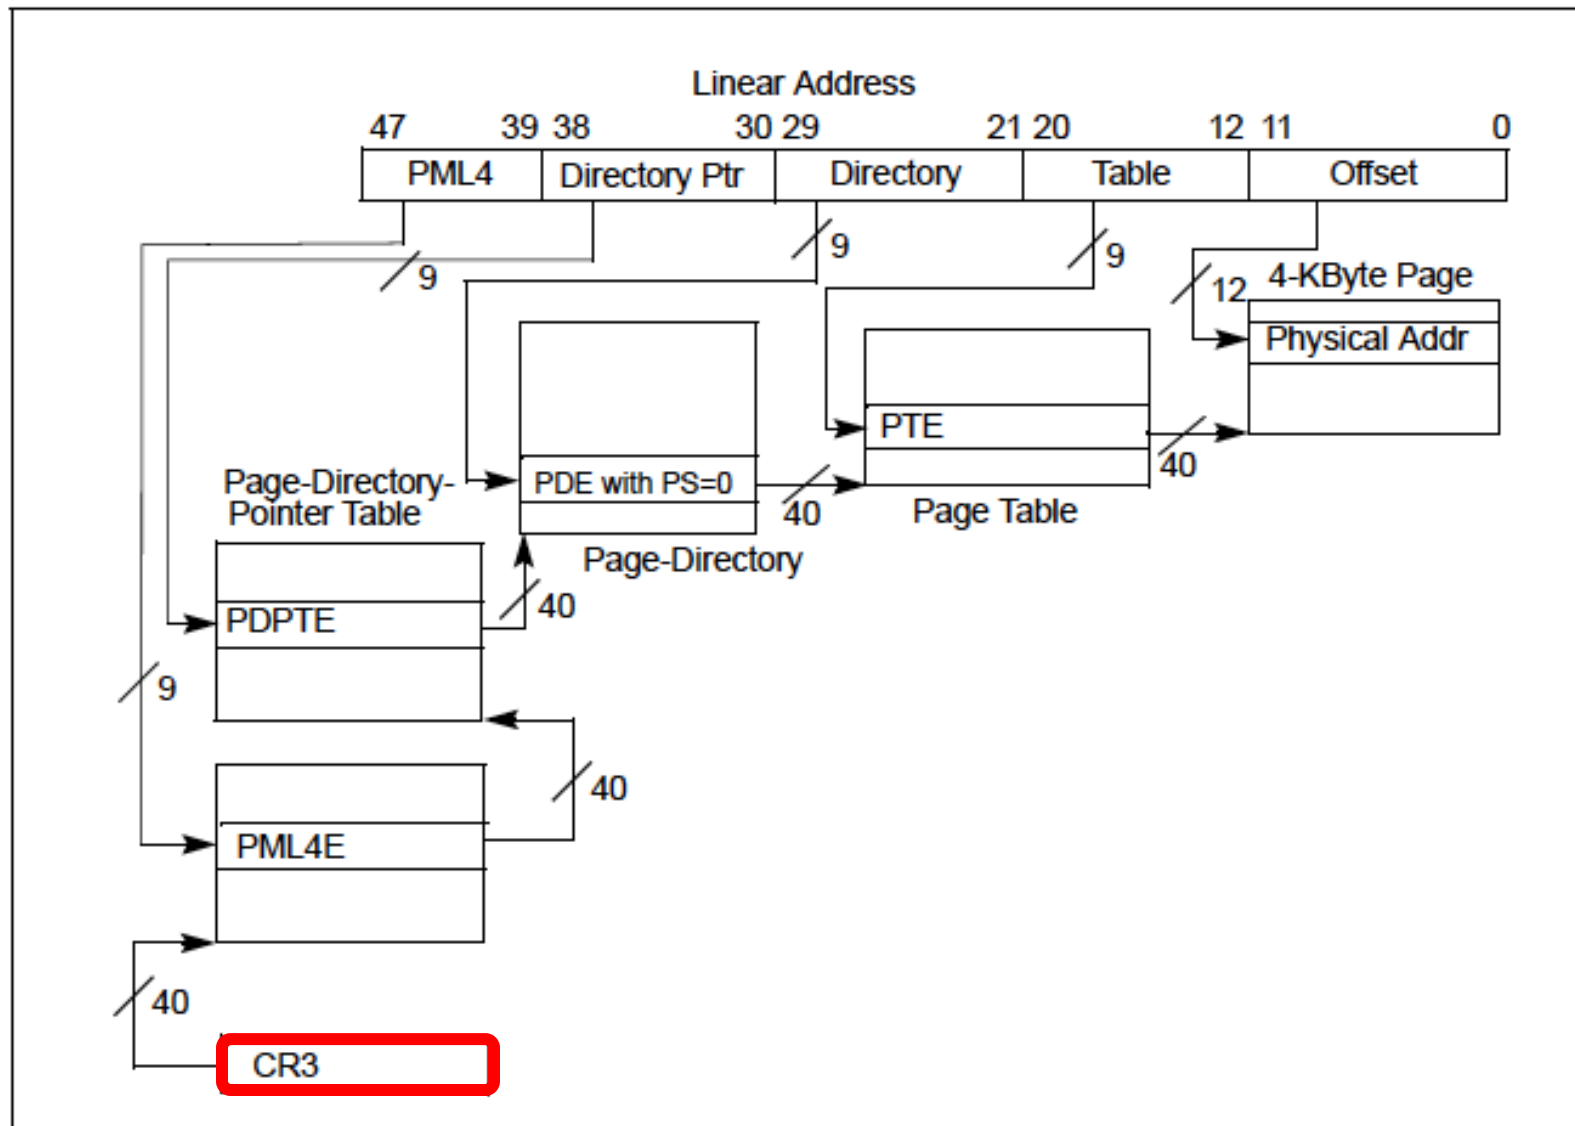 Linear Address
47 39 38 30 29 21 20 12 11 0
PML4 Directory Ptr Directory Table Offset
9 9 9 12
4-KByte Page
Physical Addr
PTE
40
PDE with PS=0
40
Page Table
Page-Directory
Page-Directory-
Pointer Table
40
PDPTE
9
40
PML4E
40
CR3